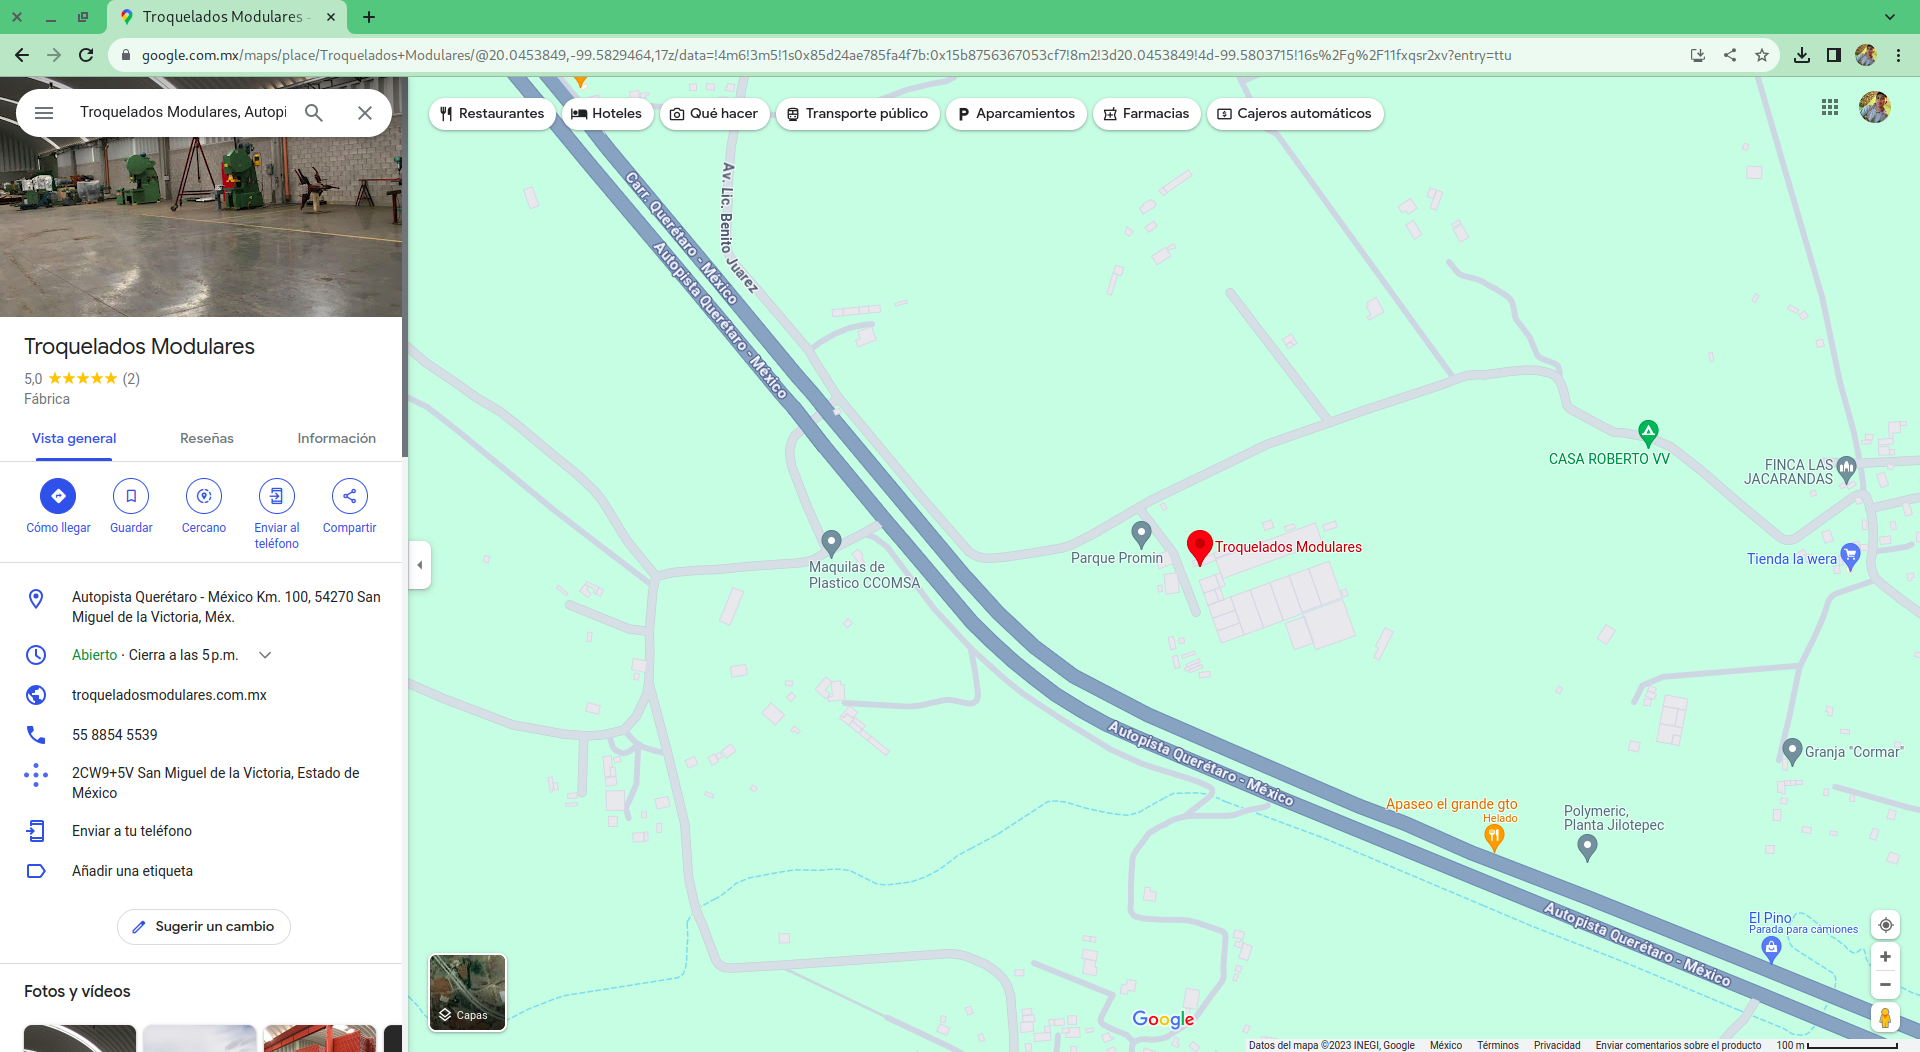 Troquelados Modulares -
google.com.mx/maps/place/Troquelados+Modulares/@20.0453849,-99.5829464,17z/data=!4m6!3m5!1s0x85d24ae785fa4f7b:0x15b8756367053cf7!8m2!3d20.0453849!4d-99.5803715!16s%2Fg%2F11fxqsr2xv?entry=ttu
Troquelados Modulares, Autopi
Restaurantes
Hoteles
Qué hacer
Transporte público
Aparcamientos
Farmacias
Cajeros automáticos
Troquelados Modulares
5,0 (2)
Fábrica
Vista general
Reseñas
Información
Cómo llegar
Guardar
Cercano
Enviar al
teléfono
Compartir
Autopista Querétaro - México Km. 100, 54270 San
Miguel de la Victoria, Méx.
Abierto · Cierra a las 5 p.m.
troqueladosmodulares.com.mx
55 8854 5539
2CW9+5V San Miguel de la Victoria, Estado de
México
Enviar a tu teléfono
Añadir una etiqueta
Sugerir un cambio
Fotos y vídeos
Av. Lic. Benito Juarez
Carr. Querétaro - México
Autopista Querétaro - México
CASA ROBERTO VV
FINCA LAS
JACARANDAS
Parque Promin
Troquelados Modulares
Maquilas de
Plastico CCOMSA
Tienda la wera
Autopista Querétaro - México
Granja "Cormar"
Apaseo el grande gto
Helado
Polymeric,
Planta Jilotepec
Autopista Querétaro - México
El Pino
Parada para camiones
Capas
Google
Datos del mapa ©2023 INEGI, Google
México
Términos
Privacidad
Enviar comentarios sobre el producto
100 m